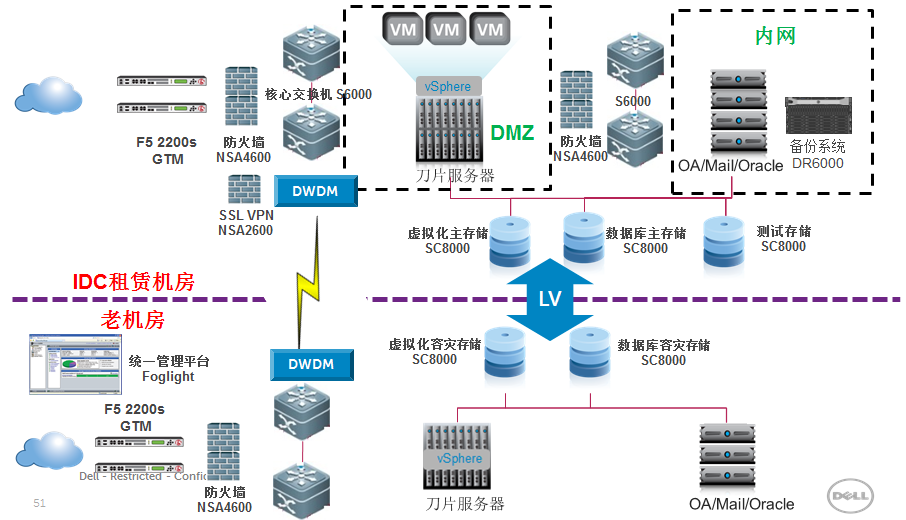 VM VM VM
内网
vSphere
核心交换机 S6000
S6000
DMZ
F5 2200s
GTM
防火墙
NSA4600
防火墙
NSA4600
备份系统
DR6000
OA/Mail/Oracle
刀片服务器
DWDM
SSL VPN
NSA2600
虚拟化主存储
SC8000
数据库主存储
SC8000
测试存储
SC8000
IDC租赁机房
LV
老机房
虚拟化容灾存储
SC8000
数据库容灾存储
SC8000
统一管理平台
Foglight
DWDM
F5 2200s
GTM
vSphere
Dell - Restricted - Confid
防火墙
NSA4600
刀片服务器
OA/Mail/Oracle
51
DELL